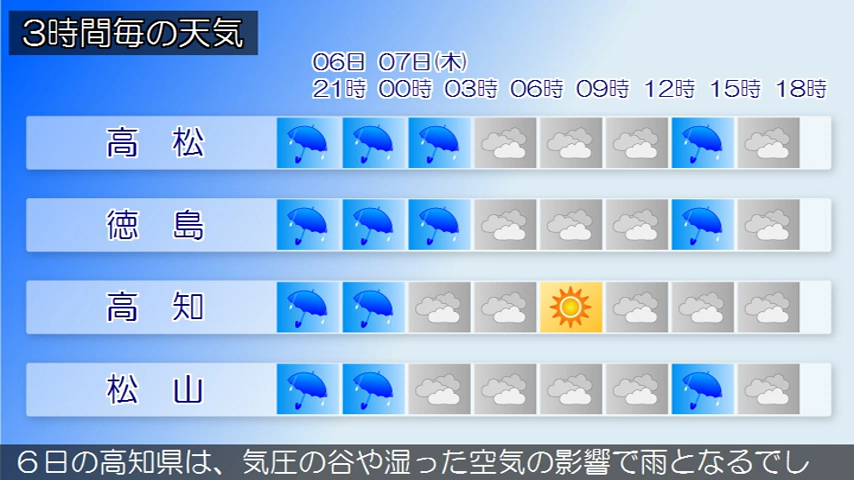 3時間毎の天気
06日 07日(木)
21時 00時 03時 06時 09時 12時 15時 18時
高 松
徳 島
高 知
松 山
6日の高知県は、気圧の谷や湿った空気の影響で雨となるでし